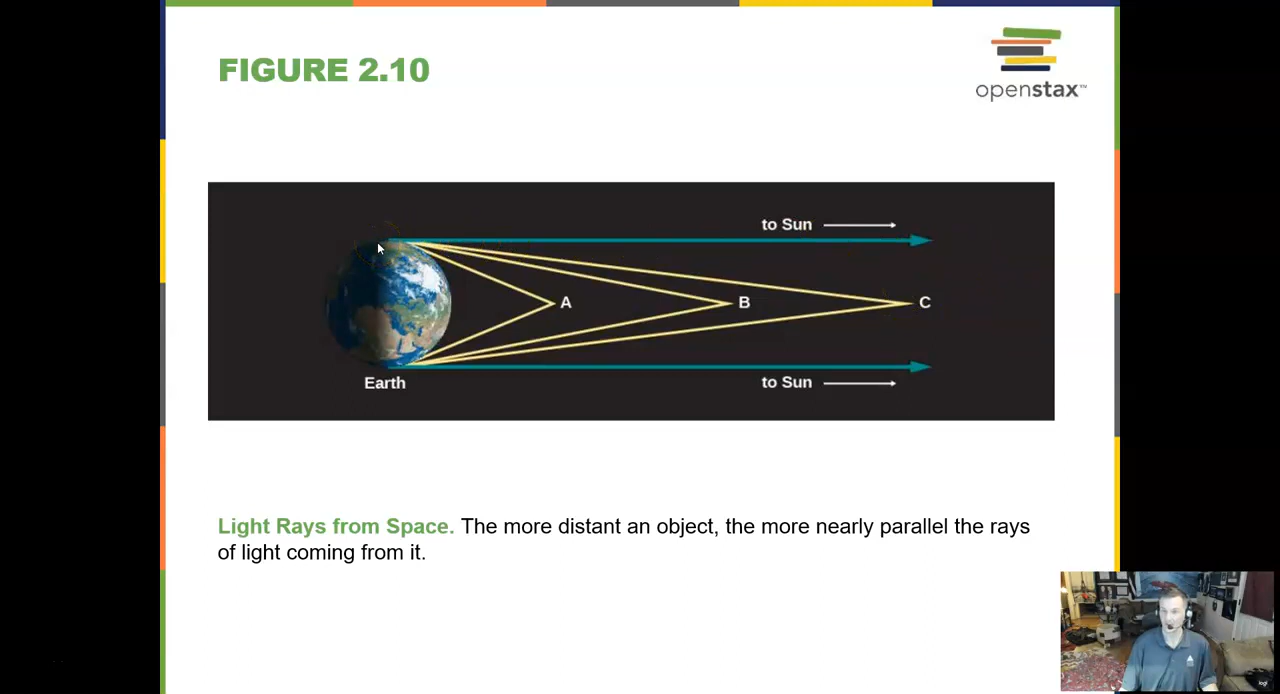 FIGURE 2.10
openstax™
to Sun
A
B
C
to Sun
Earth
Light Rays from Space. The more distant an object, the more nearly parallel the rays
of light coming from it.
logi